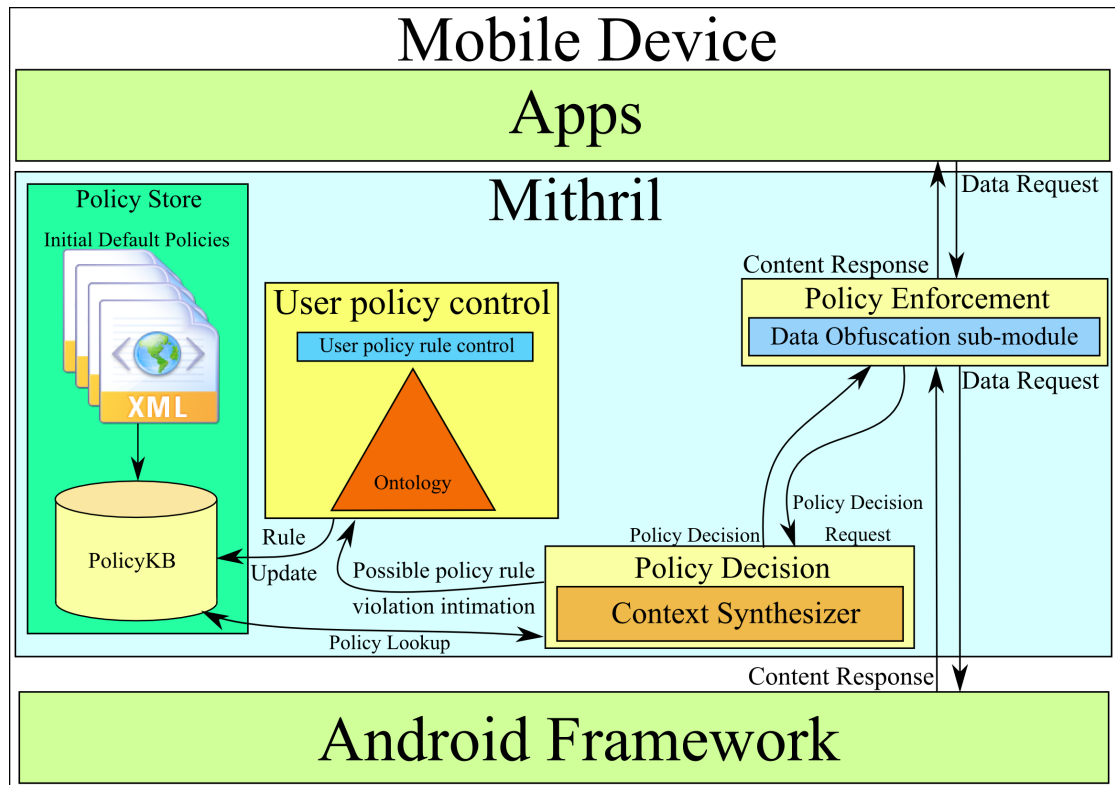 Mobile Device
Apps
Mithril
Data Request
Content Response
Policy Store
Initial Default Policies
XML
PolicyKB
User policy control
User policy rule control
Ontology
Policy Enforcement
Data Obfuscation sub-module
Data Request
Rule
Update
Possible policy rule
violation intimation
Policy Lookup
Policy Decision
Policy Decision
Request
Policy Decision
Context Synthesizer
Content Response
Android Framework